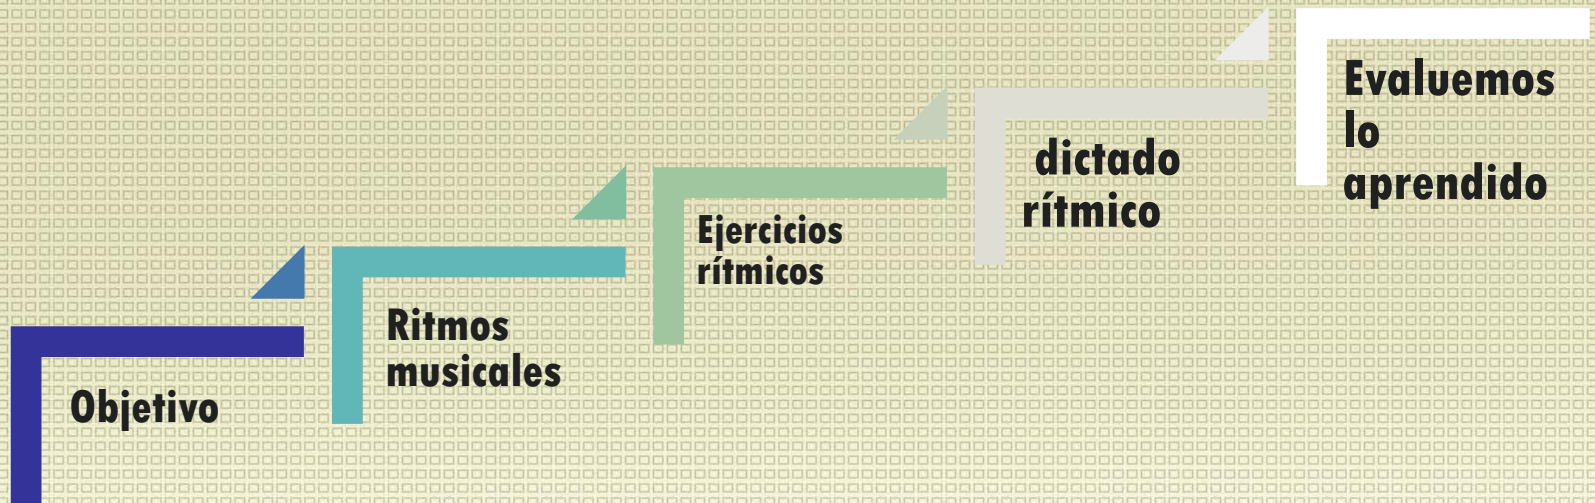 Objetivo
Ritmos
musicales
Ejercicios
rítmicos
dictado
rítmico
Evaluemos
lo
aprendido